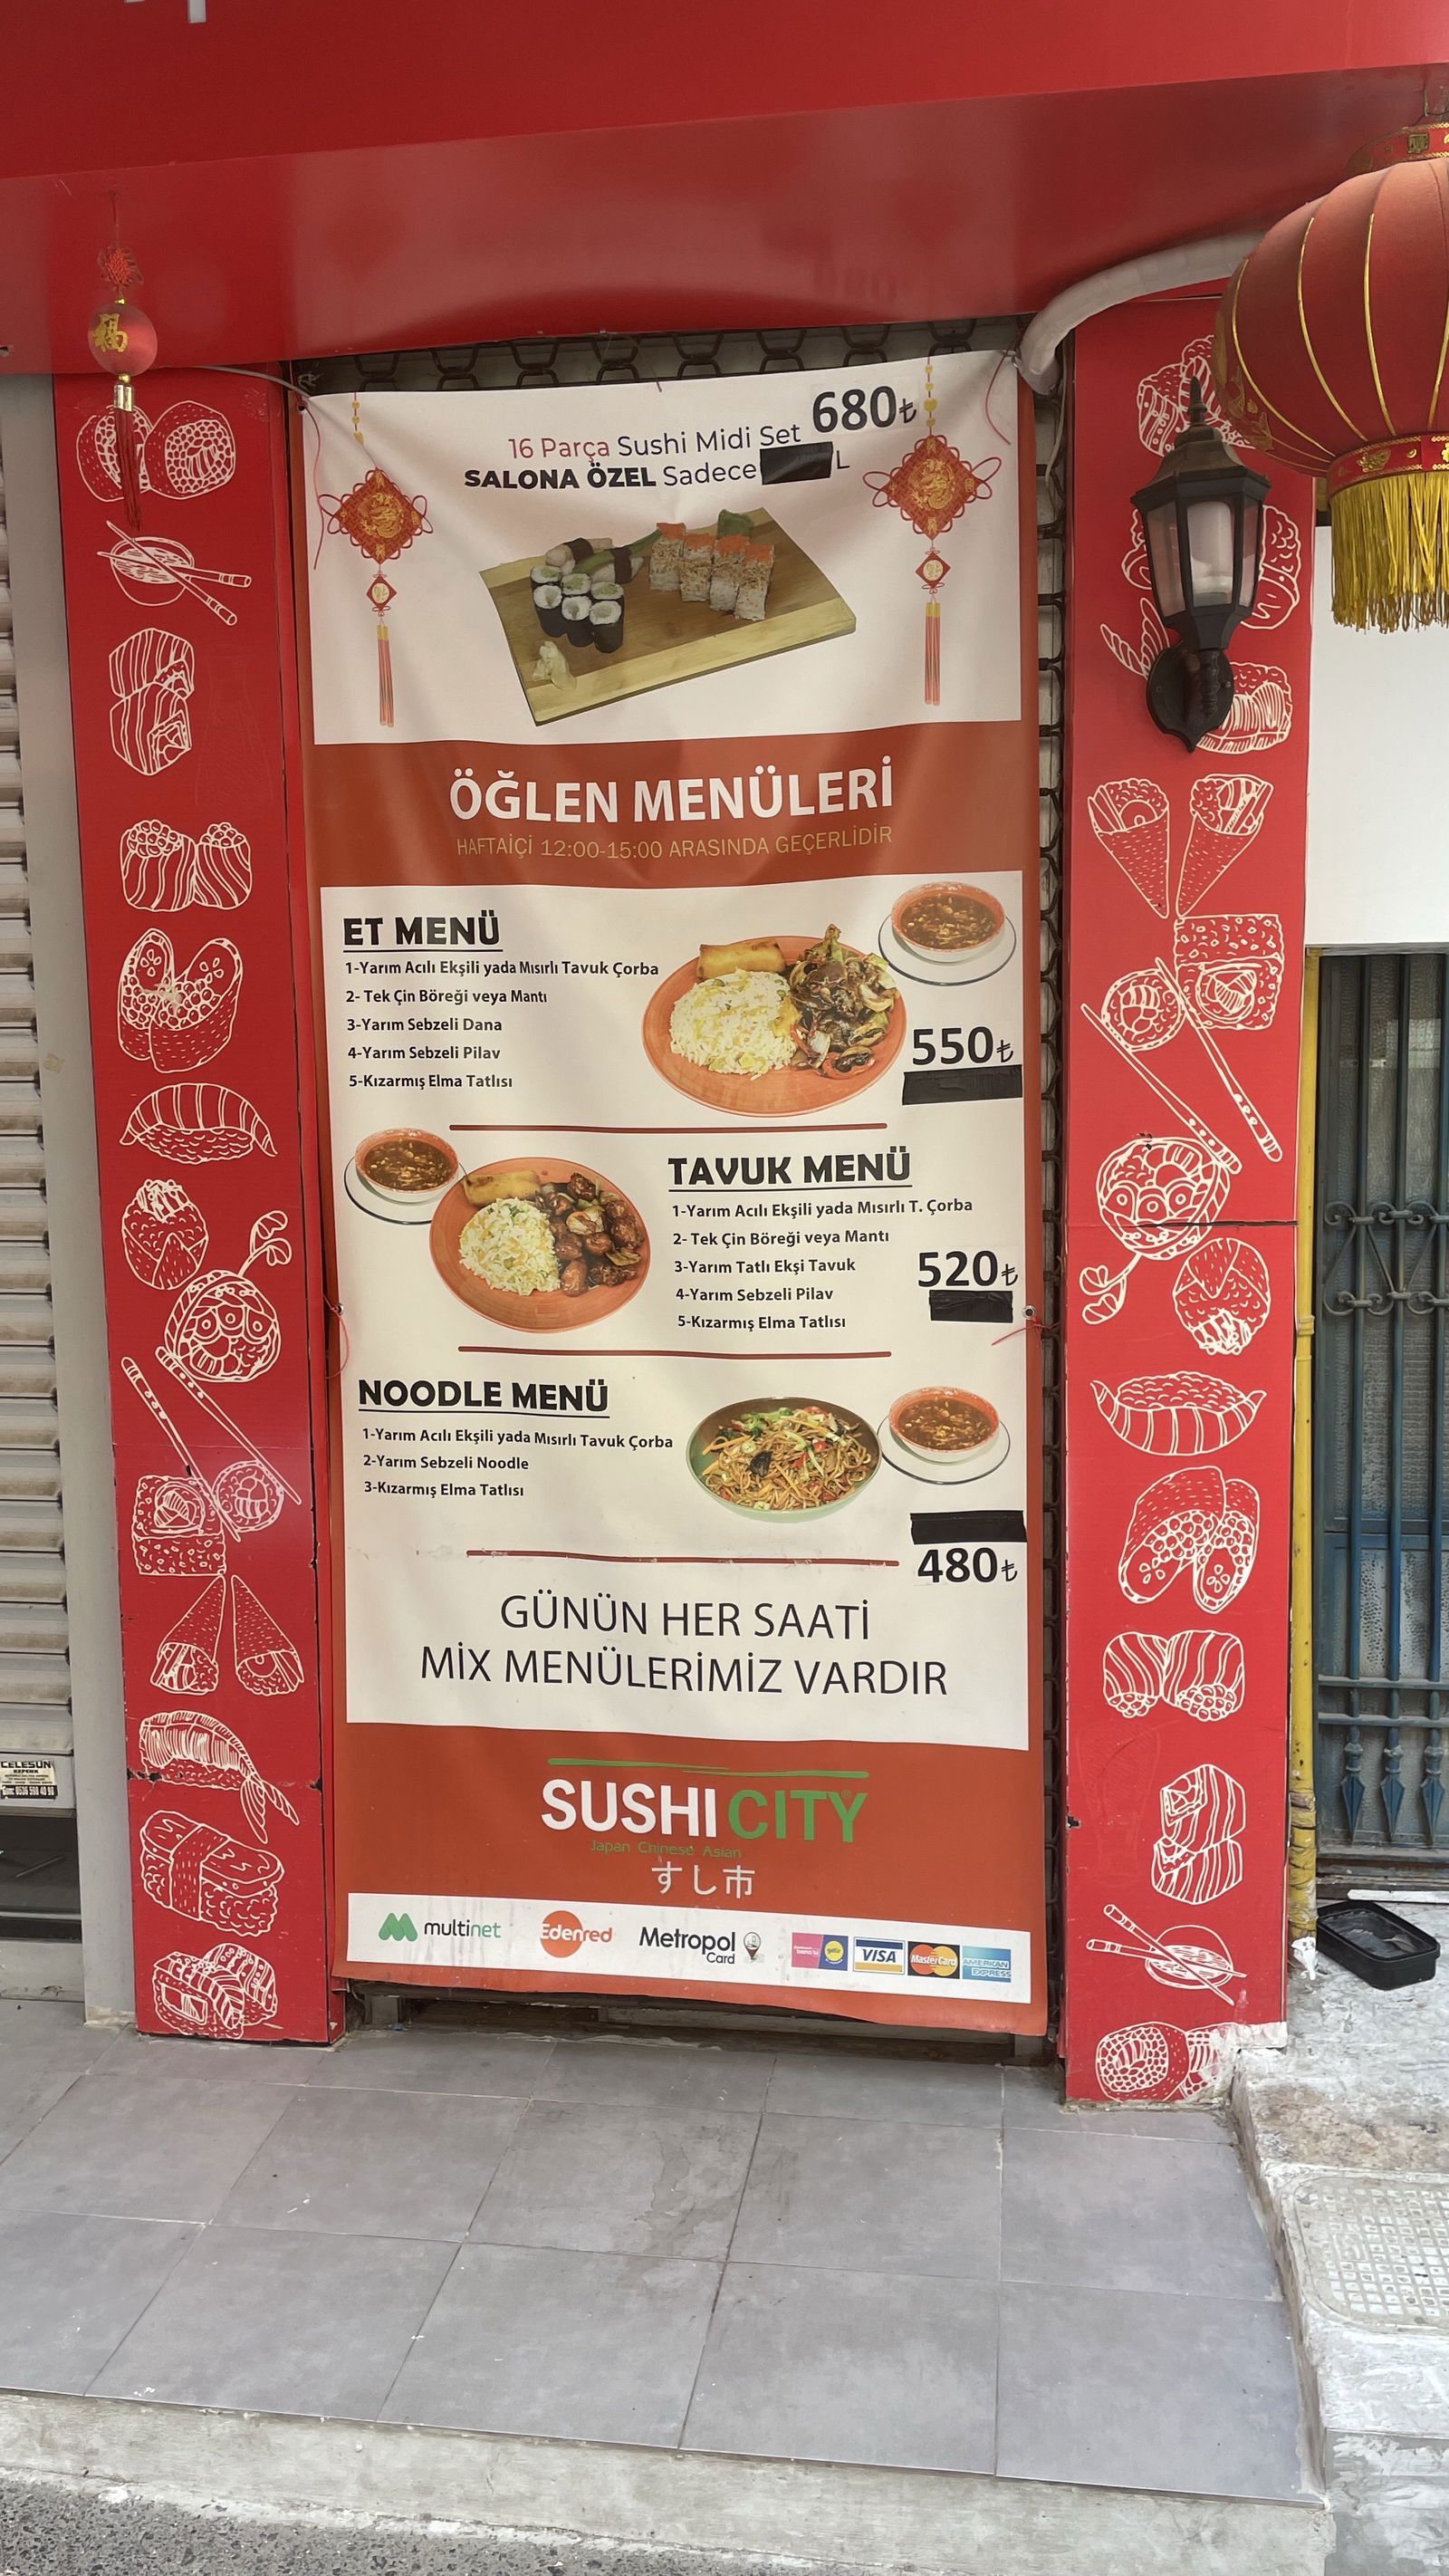 福
16 Parça Sushi Midi Set 680₺
SALONA ÖZEL Sadece L
ÖĞLEN MENÜLERİ
HAFTAİÇİ 12:00-15:00 ARASINDA GEÇERLİDİR
ET MENÜ
1-Yarım Acılı Ekşili yada Mısırlı Tavuk Çorba
2- Tek Çin Böreği veya Mantı
3-Yarım Sebzeli Dana
4-Yarım Sebzeli Pilav
5-Kızarmış Elma Tatlısı
550₺
TAVUK MENÜ
1-Yarım Acılı Ekşili yada Mısırlı T. Çorba
2- Tek Çin Böreği veya Mantı
3-Yarım Tatlı Ekşi Tavuk
4-Yarım Sebzeli Pilav
5-Kızarmış Elma Tatlısı
520₺
NOODLE MENÜ
1-Yarım Acılı Ekşili yada Mısırlı Tavuk Çorba
2-Yarım Sebzeli Noodle
3-Kızarmış Elma Tatlısı
480₺
GÜNÜN HER SAATİ
MİX MENÜLERİMİZ VARDIR
SUSHICITY®
Japan Chinese Asian
すし市
multinet Edenred Metropol Card VISA MasterCard AMERICAN EXPRESS
CELESUN
KEPENK